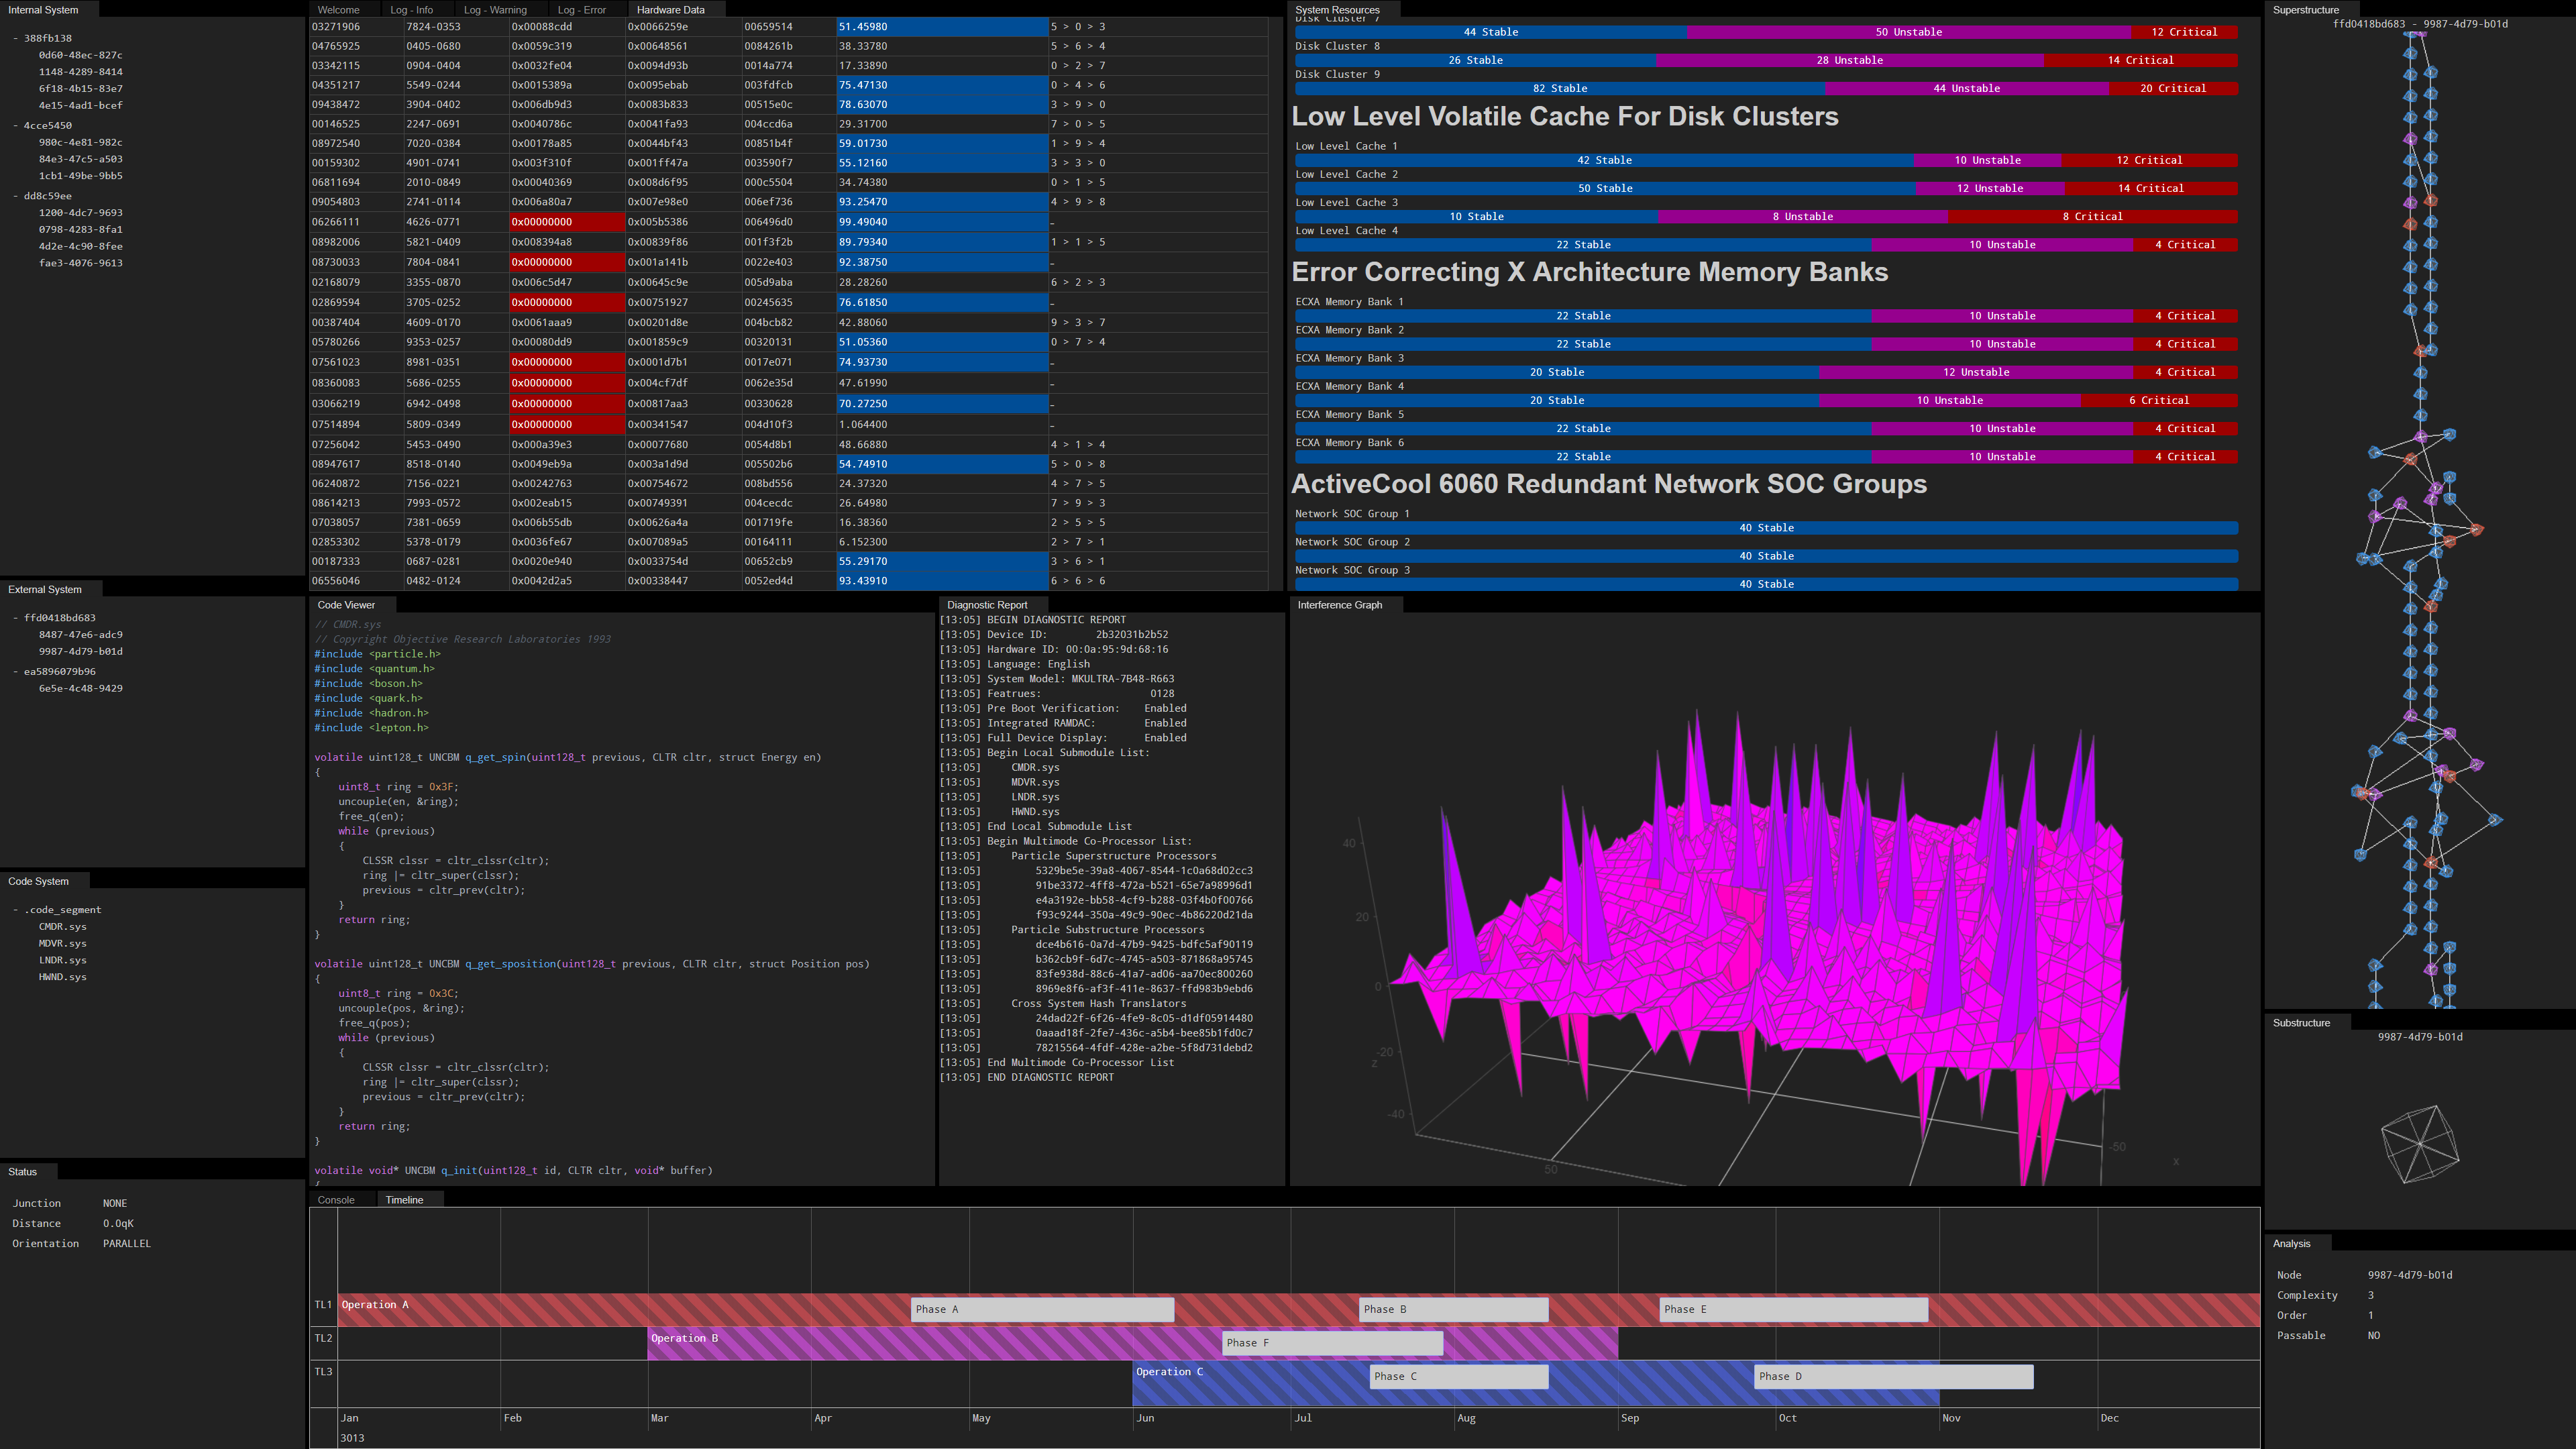 Internal System
- 388fb138
0d60-48ec-827c
1148-4289-8414
6f18-4b15-83e7
4e15-4ad1-bcef
- 4cce5450
980c-4e81-982c
84e3-47c5-a503
1cb1-49be-9bb5
- dd8c59ee
1200-4dc7-9693
0798-4283-8fa1
4d2e-4c90-8fee
fae3-4076-9613
External System
- ffd0418bd683
8487-47e6-adc9
9987-4d79-b01d
- ea5896079b96
6e5e-4c48-9429
Code System
- .code_segment
CMDR.sys
MDVR.sys
LNDR.sys
HWND.sys
Status
Junction NONE
Distance 0.0qK
Orientation PARALLEL
Welcome Log - Info Log - Warning Log - Error Hardware Data
03271906 7824-0353 0x00088cdd 0x0066259e 00659514 51.45980 5 > 0 > 3
04765925 0405-0680 0x0059c319 0x00648561 0084261b 38.33780 5 > 6 > 4
03342115 0904-0404 0x0032fe04 0x0094d93b 0014a774 17.33890 0 > 2 > 7
04351217 5549-0244 0x0015389a 0x0095ebab 003fdfcb 75.47130 0 > 4 > 6
09438472 3904-0402 0x006db9d3 0x0083b833 00515e0c 78.63070 3 > 9 > 0
00146525 2247-0691 0x0040786c 0x0041fa93 004ccd6a 29.31700 7 > 0 > 5
08972540 7020-0384 0x00178a85 0x0044bf43 00851b4f 59.01730 1 > 9 > 4
00159302 4901-0741 0x003f310f 0x001ff47a 003590f7 55.12160 3 > 3 > 0
06811694 2010-0849 0x00040369 0x008d6f95 000c5504 34.74380 0 > 1 > 5
09054803 2741-0114 0x006a80a7 0x007e98e0 006ef736 93.25470 4 > 9 > 8
06266111 4626-0771 0x00000000 0x005b5386 006496d0 99.49040 -
08982006 5821-0409 0x008394a8 0x00839f86 001f3f2b 89.79340 1 > 1 > 5
08730033 7804-0841 0x00000000 0x001a141b 0022e403 92.38750 -
02168079 3355-0870 0x006c5d47 0x00645c9e 005d9aba 28.28260 6 > 2 > 3
02869594 3705-0252 0x00000000 0x00751927 00245635 76.61850 -
00387404 4609-0170 0x0061aaa9 0x00201d8e 004bcb82 42.88060 9 > 3 > 7
05780266 9353-0257 0x00080dd9 0x001859c9 00320131 51.05360 0 > 7 > 4
07561023 8981-0351 0x00000000 0x0001d7b1 0017e071 74.93730 -
08360083 5686-0255 0x00000000 0x004cf7df 0062e35d 47.61990 -
03066219 6942-0498 0x00000000 0x00817aa3 00330628 70.27250 -
07514894 5809-0349 0x00000000 0x00341547 004d10f3 1.064400 -
07256042 5453-0490 0x000a39e3 0x00077680 0054d8b1 48.66880 4 > 1 > 4
08947617 8518-0140 0x0049eb9a 0x003a1d9d 005502b6 54.74910 5 > 0 > 8
06240872 7156-0221 0x00242763 0x00754672 008bd556 24.37320 4 > 7 > 5
08614213 7993-0572 0x002eab15 0x00749391 004cecdc 26.64980 7 > 9 > 3
07038057 7381-0659 0x006b55db 0x00626a4a 001719fe 16.38360 2 > 5 > 5
02853302 5378-0179 0x0036fe67 0x007089a5 00164111 6.152300 2 > 7 > 1
00187333 0687-0281 0x0020e940 0x0033754d 00652cb9 55.29170 3 > 6 > 1
06556046 0482-0124 0x0042d2a5 0x00338447 0052ed4d 93.43910 6 > 6 > 6
Code Viewer
// CMDR.sys
// Copyright Objective Research Laboratories 1993
#include <particle.h>
#include <quantum.h>
#include <boson.h>
#include <quark.h>
#include <hadron.h>
#include <lepton.h>
volatile uint128_t UNCBM q_get_spin(uint128_t previous, CLTR cltr, struct Energy en)
{
uint8_t ring = 0x3F;
uncouple(en, &ring);
free_q(en);
while (previous)
{
CLSSR clssr = cltr_clssr(cltr);
ring |= cltr_super(clssr);
previous = cltr_prev(cltr);
}
return ring;
}
volatile uint128_t UNCBM q_get_sposition(uint128_t previous, CLTR cltr, struct Position pos)
{
uint8_t ring = 0x3C;
uncouple(pos, &ring);
free_q(pos);
while (previous)
{
CLSSR clssr = cltr_clssr(cltr);
ring |= cltr_super(clssr);
previous = cltr_prev(cltr);
}
return ring;
}
volatile void* UNCBM q_init(uint128_t id, CLTR cltr, void* buffer)
{
Diagnostic Report
[13:05] BEGIN DIAGNOSTIC REPORT
[13:05] Device ID: 2b32031b2b52
[13:05] Hardware ID: 00:0a:95:9d:68:16
[13:05] Language: English
[13:05] System Model: MKULTRA-7B48-R663
[13:05] Featrues: 0128
[13:05] Pre Boot Verification: Enabled
[13:05] Integrated RAMDAC: Enabled
[13:05] Full Device Display: Enabled
[13:05] Begin Local Submodule List:
[13:05] CMDR.sys
[13:05] MDVR.sys
[13:05] LNDR.sys
[13:05] HWND.sys
[13:05] End Local Submodule List
[13:05] Begin Multimode Co-Processor List:
[13:05] Particle Superstructure Processors
[13:05] 5329be5e-39a8-4067-8544-1c0a68d02cc3
[13:05] 91be3372-4ff8-472a-b521-65e7a98996d1
[13:05] e4a3192e-bb58-4cf9-b288-03f4b0f00766
[13:05] f93c9244-350a-49c9-90ec-4b86220d21da
[13:05] Particle Substructure Processors
[13:05] dce4b616-0a7d-47b9-9425-bdfc5af90119
[13:05] b362cb9f-6d7c-4745-a503-871868a95745
[13:05] 83fe938d-88c6-41a7-ad06-aa70ec800260
[13:05] 8969e8f6-af3f-411e-8637-ffd983b9ebd6
[13:05] Cross System Hash Translators
[13:05] 24dad22f-6f26-4fe9-8c05-d1df05914480
[13:05] 0aaad18f-2fe7-436c-a5b4-bee85b1fd0c7
[13:05] 78215564-4fdf-428e-a2be-5f8d731debd2
[13:05] End Multimode Co-Processor List
[13:05] END DIAGNOSTIC REPORT
System Resources
Disk Cluster 7
44 Stable 50 Unstable 12 Critical
Disk Cluster 8
26 Stable 28 Unstable 14 Critical
Disk Cluster 9
82 Stable 44 Unstable 20 Critical
Low Level Volatile Cache For Disk Clusters
Low Level Cache 1
42 Stable 10 Unstable 12 Critical
Low Level Cache 2
50 Stable 12 Unstable 14 Critical
Low Level Cache 3
10 Stable 8 Unstable 8 Critical
Low Level Cache 4
22 Stable 10 Unstable 4 Critical
Error Correcting X Architecture Memory Banks
ECXA Memory Bank 1
22 Stable 10 Unstable 4 Critical
ECXA Memory Bank 2
22 Stable 10 Unstable 4 Critical
ECXA Memory Bank 3
20 Stable 12 Unstable 4 Critical
ECXA Memory Bank 4
20 Stable 10 Unstable 6 Critical
ECXA Memory Bank 5
22 Stable 10 Unstable 4 Critical
ECXA Memory Bank 6
22 Stable 10 Unstable 4 Critical
ActiveCool 6060 Redundant Network SOC Groups
Network SOC Group 1
40 Stable
Network SOC Group 2
40 Stable
Network SOC Group 3
40 Stable
Interference Graph
40
20
0
-20
z
-40
50
-50
x
Console Timeline
TL1 Operation A Phase A Phase B Phase E
TL2 Operation B Phase F
TL3 Operation C Phase C Phase D
Jan Feb Mar Apr May Jun Jul Aug Sep Oct Nov Dec
3013
Superstructure
ffd0418bd683 - 9987-4d79-b01d
Substructure
9987-4d79-b01d
Analysis
Node 9987-4d79-b01d
Complexity 3
Order 1
Passable NO